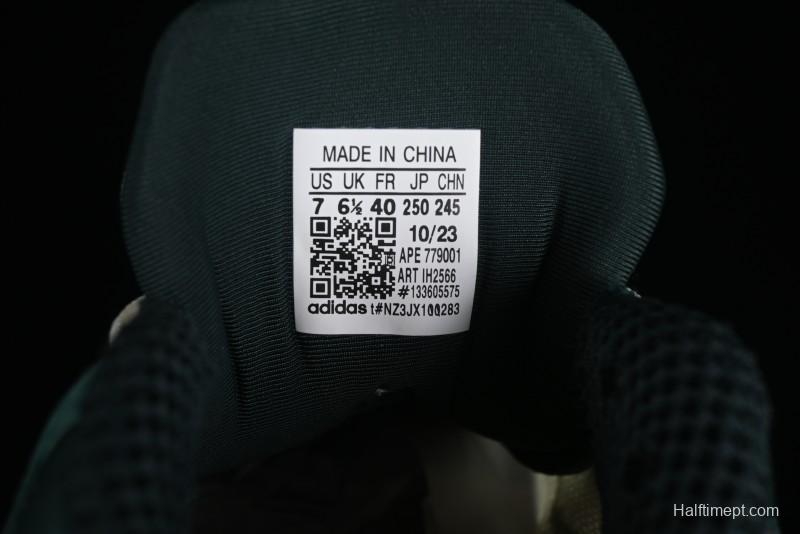 MADE IN CHINA
US UK FR JP CHN
7 6½ 40 250 245
10/23
APE 779001
ART IH2566
#133605575
adidas t#NZ3JX100283
Halftimept.com